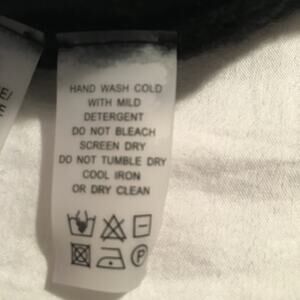 HAND WASH COLD
WITH MILD
DETERGENT
DO NOT BLEACH
SCREEN DRY
DO NOT TUMBLE DRY
COOL IRON
OR DRY CLEAN
P